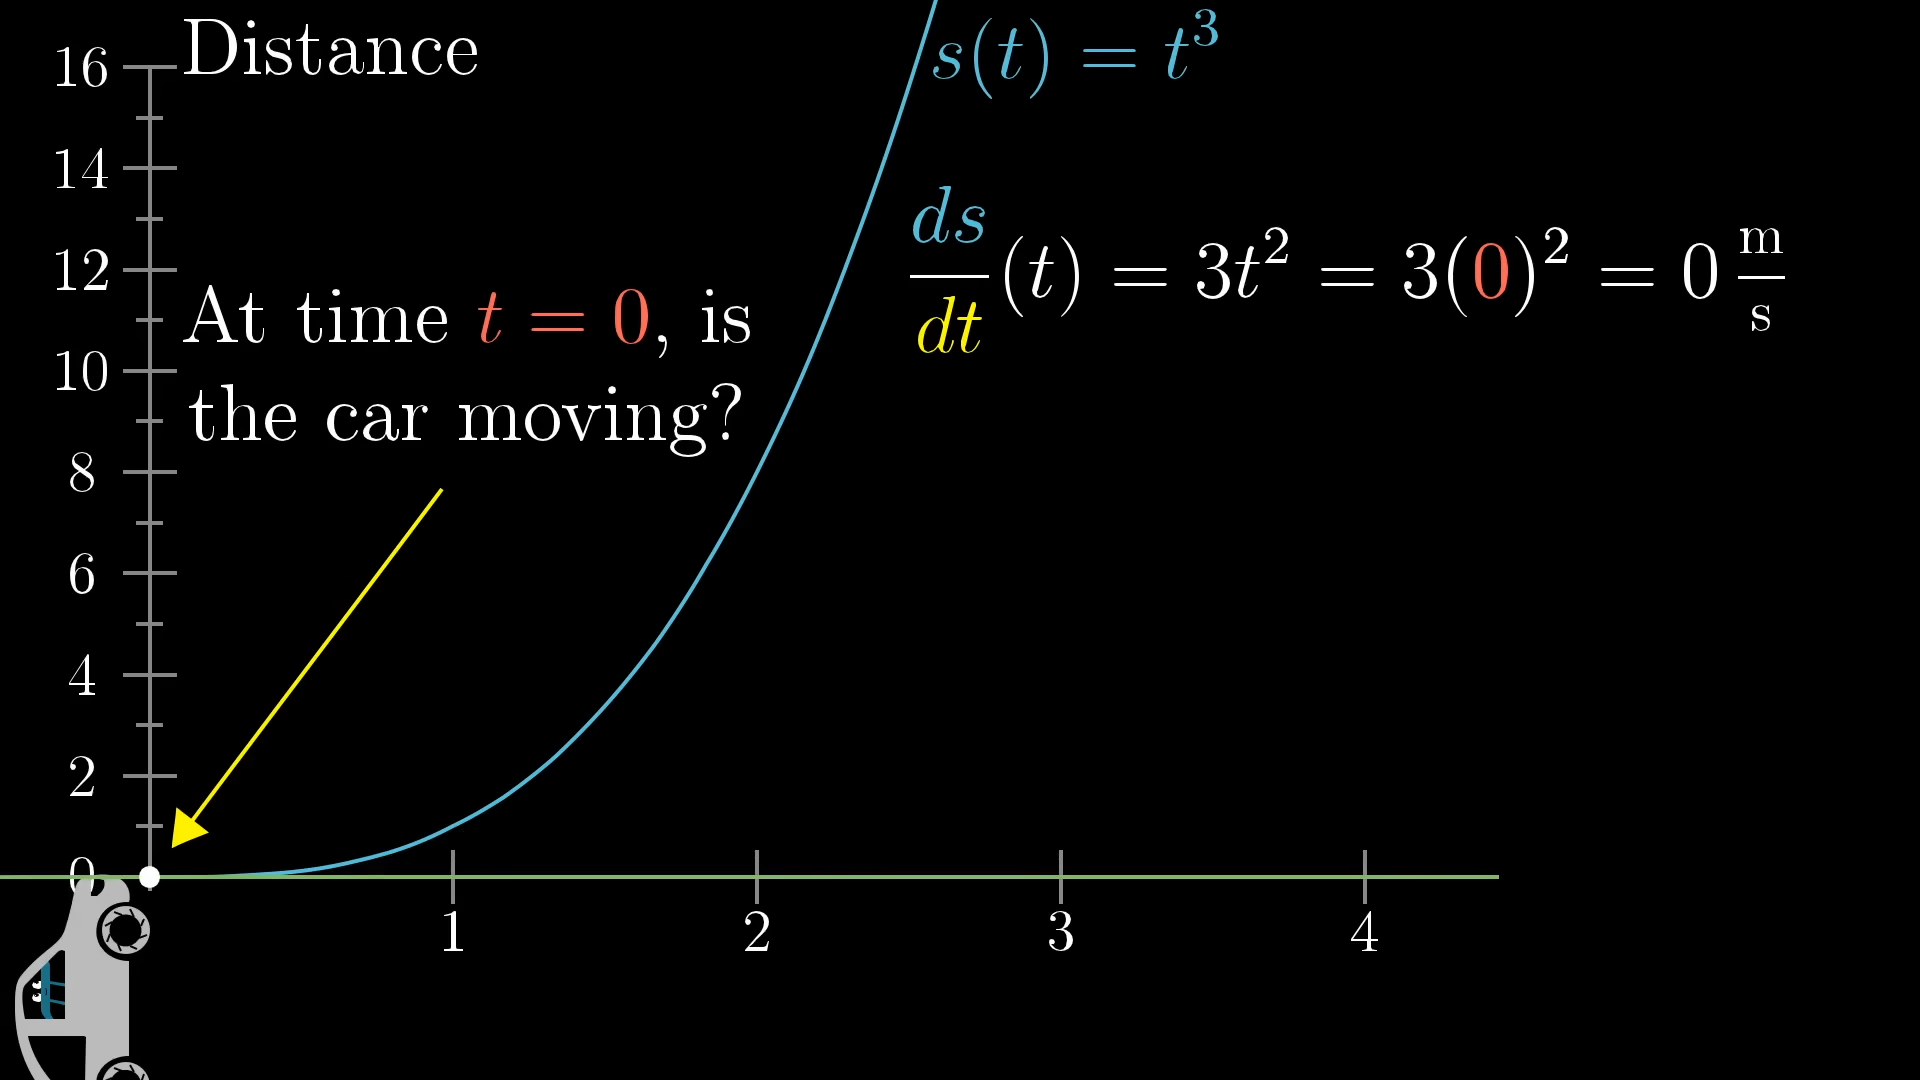 Distance
s(t) = t³
ds/dt (t) = 3t² = 3(0)² = 0 m/s
At time t = 0, is
the car moving?
16
14
12
10
8
6
4
2
0
1 2 3 4